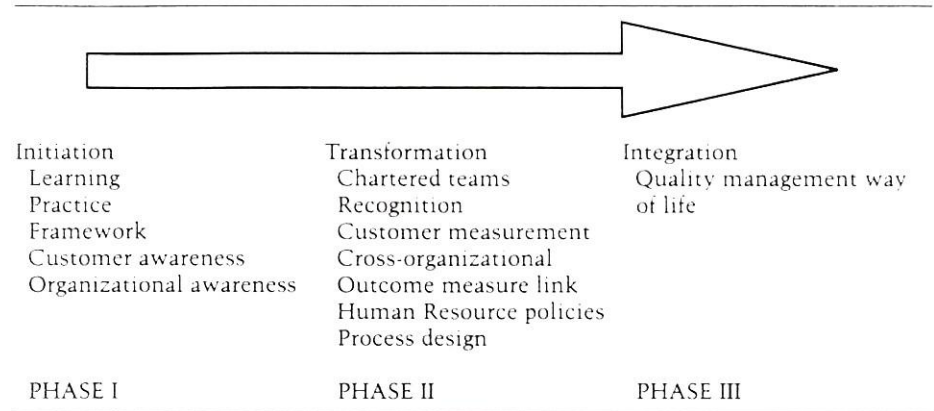 Initiation
Learning
Practice
Framework
Customer awareness
Organizational awareness
Transformation
Chartered teams
Recognition
Customer measurement
Cross-organizational
Outcome measure link
Human Resource policies
Process design
Integration
Quality management way
of life
PHASE I
PHASE II
PHASE III